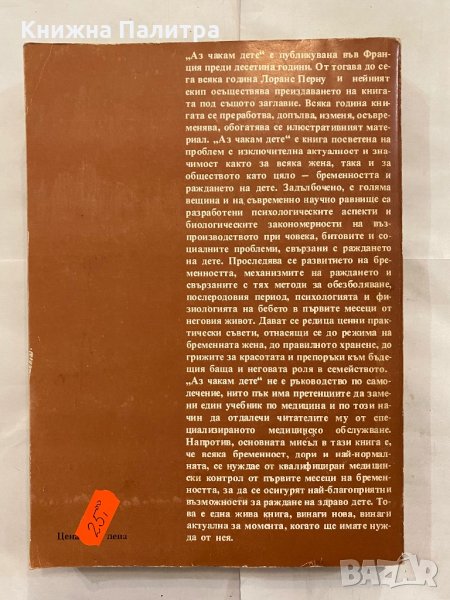 Книжна Палитра
„Аз чакам дете" е публикувана във Фран-
ция преди десетина години. От тогава до се-
га всяка година Лоранс Перну и нейният
екип осъществява преиздаването на книга-
та под същото заглавие. Всяка година кни-
гата се преработва, допълва, изменя, осъвре-
менява, обогатява се илюстративният мате-
риал. „Аз чакам дете" е книга посветена на
проблем с изключителна актуалност и зна-
чимост както за всяка жена, така и за
обществото като цяло — бременността и
раждането на дете. Задълбочено, с голяма
вещина и на съвременно научно равнище са
разработени психологическите аспекти и
биологическите закономерности на въз-
производството при човека, битовите и со-
циалните проблеми, свързани с раждането
на дете. Проследява се развитието на бре-
менността, механизмите на раждането и
свързаните с тях методи за обезболяване,
послеродовия период, психологията и фи-
зиологията на бебето в първите месеци от
неговия живот. Дават се редица ценни прак-
тически съвети, отнасящи се до режима на
бременната жена, до правилното хранене, до
грижите за красотата и препоръки към бъде-
щия баща и неговата роля в семейството.
„Аз чакам дете" не е ръководство по само-
лечение, нито пък има претенциите да заме-
ни един учебник по медицина и по този на-
чин да отдалечи читателите му от спе-
циализираното медицинско обслужване.
Напротив, основната мисъл в тази книга е,
че всяка бременност, дори и най-нормал-
ната, се нуждае от квалифициран медицин-
ски контрол от първите месеци на бремен-
ността, за да се осигурят най-благоприятни
възможности за раждане на здраво дете. То-
ва е една жива книга, винаги нова, винаги
актуална за момента, когато ще имате нуж-
да от нея.
25.00
Цена пена
BAZAR